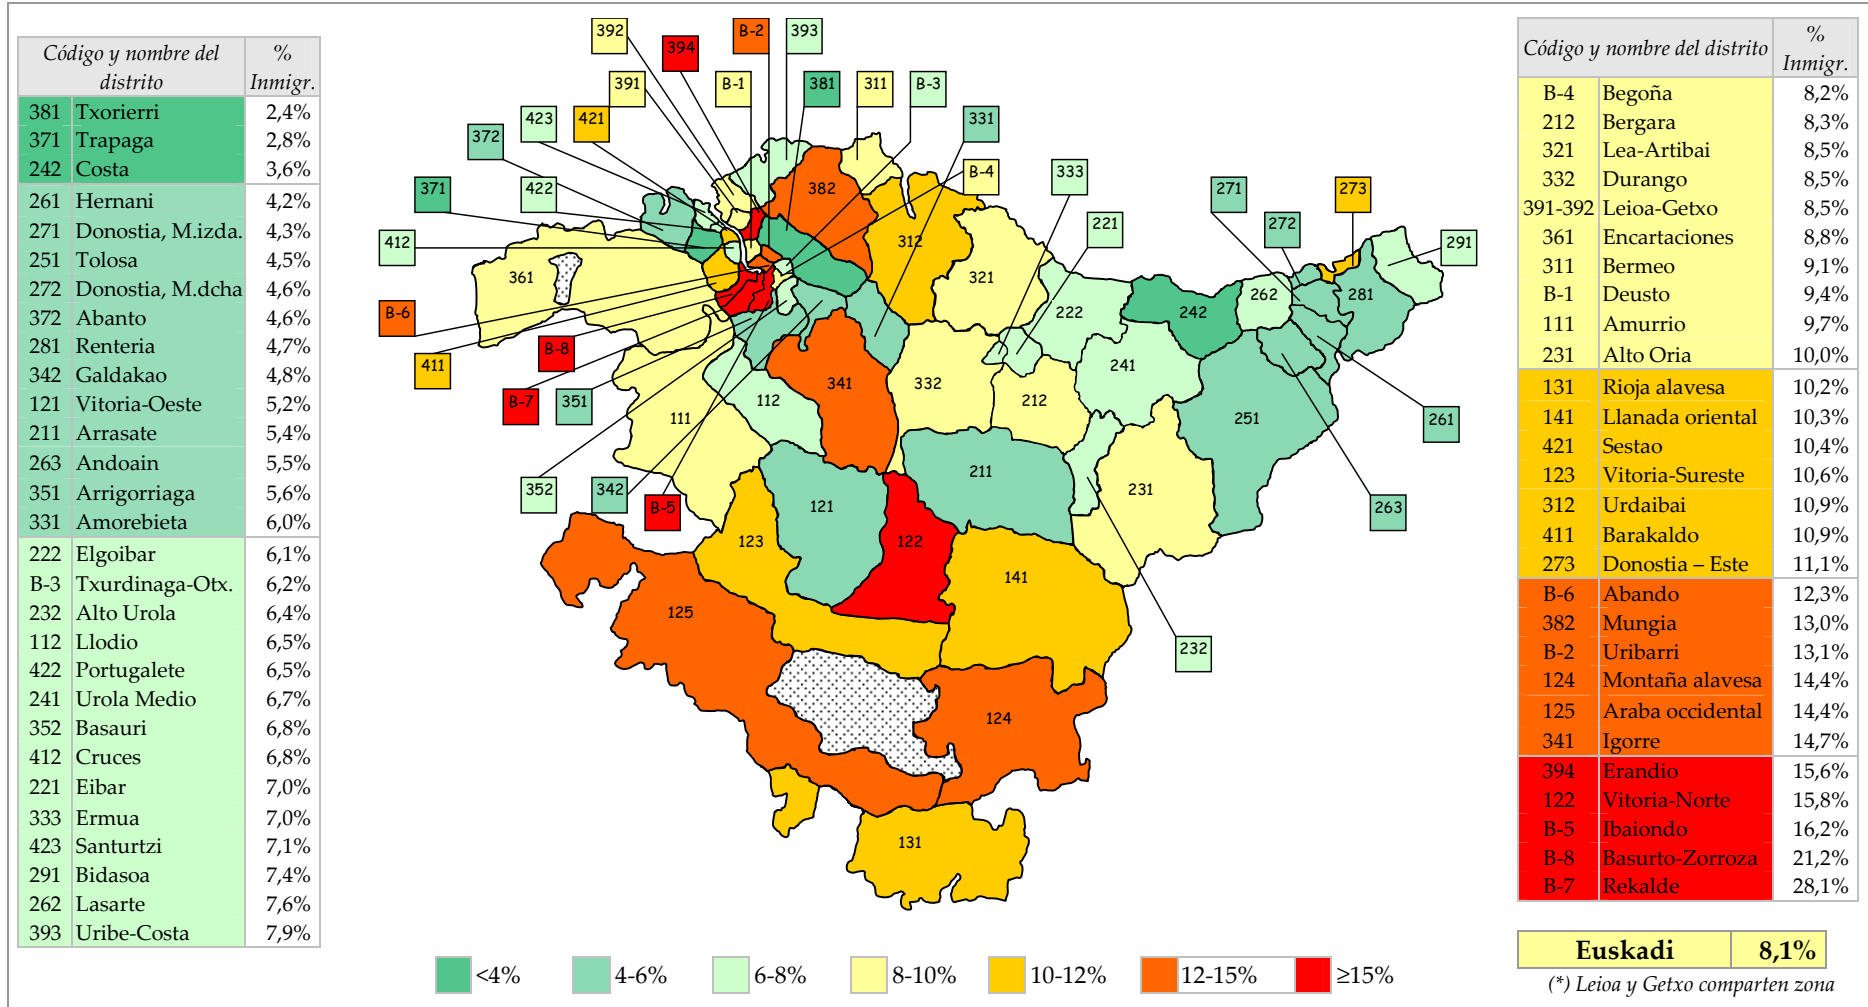 Código y nombre del distrito % Inmigr.
381 Txorierri 2,4%
371 Trapaga 2,8%
242 Costa 3,6%
261 Hernani 4,2%
271 Donostia, M.izda. 4,3%
251 Tolosa 4,5%
272 Donostia, M.dcha 4,6%
372 Abanto 4,6%
281 Renteria 4,7%
342 Galdakao 4,8%
121 Vitoria-Oeste 5,2%
211 Arrasate 5,4%
263 Andoain 5,5%
351 Arrigorriaga 5,6%
331 Amorebieta 6,0%
222 Elgoibar 6,1%
B-3 Txurdinaga-Otx. 6,2%
232 Alto Urola 6,4%
112 Llodio 6,5%
422 Portugalete 6,5%
241 Urola Medio 6,7%
352 Basauri 6,8%
412 Cruces 6,8%
221 Eibar 7,0%
333 Ermua 7,0%
423 Santurtzi 7,1%
291 Bidasoa 7,4%
262 Lasarte 7,6%
393 Uribe-Costa 7,9%
392
394
B-2
393
391
B-1
381
311
B-3
372
423
421
331
371
422
382
B-4
333
271
273
412
361
312
321
221
272
291
B-6
222
242
262
281
411
B-8
341
332
241
B-7
351
111
112
212
251
261
352
342
B-5
121
211
231
263
123
122
141
125
232
124
131
<4%
4-6%
6-8%
8-10%
10-12%
12-15%
≥15%
Código y nombre del distrito % Inmigr.
B-4 Begoña 8,2%
212 Bergara 8,3%
321 Lea-Artibai 8,5%
332 Durango 8,5%
391-392 Leioa-Getxo 8,5%
361 Encartaciones 8,8%
311 Bermeo 9,1%
B-1 Deusto 9,4%
111 Amurrio 9,7%
231 Alto Oria 10,0%
131 Rioja alavesa 10,2%
141 Llanada oriental 10,3%
421 Sestao 10,4%
123 Vitoria-Sureste 10,6%
312 Urdaibai 10,9%
411 Barakaldo 10,9%
273 Donostia – Este 11,1%
B-6 Abando 12,3%
382 Mungia 13,0%
B-2 Uribarri 13,1%
124 Montaña alavesa 14,4%
125 Araba occidental 14,4%
341 Igorre 14,7%
394 Erandio 15,6%
122 Vitoria-Norte 15,8%
B-5 Ibaiondo 16,2%
B-8 Basurto-Zorroza 21,2%
B-7 Rekalde 28,1%
Euskadi 8,1%
(*) Leioa y Getxo comparten zona